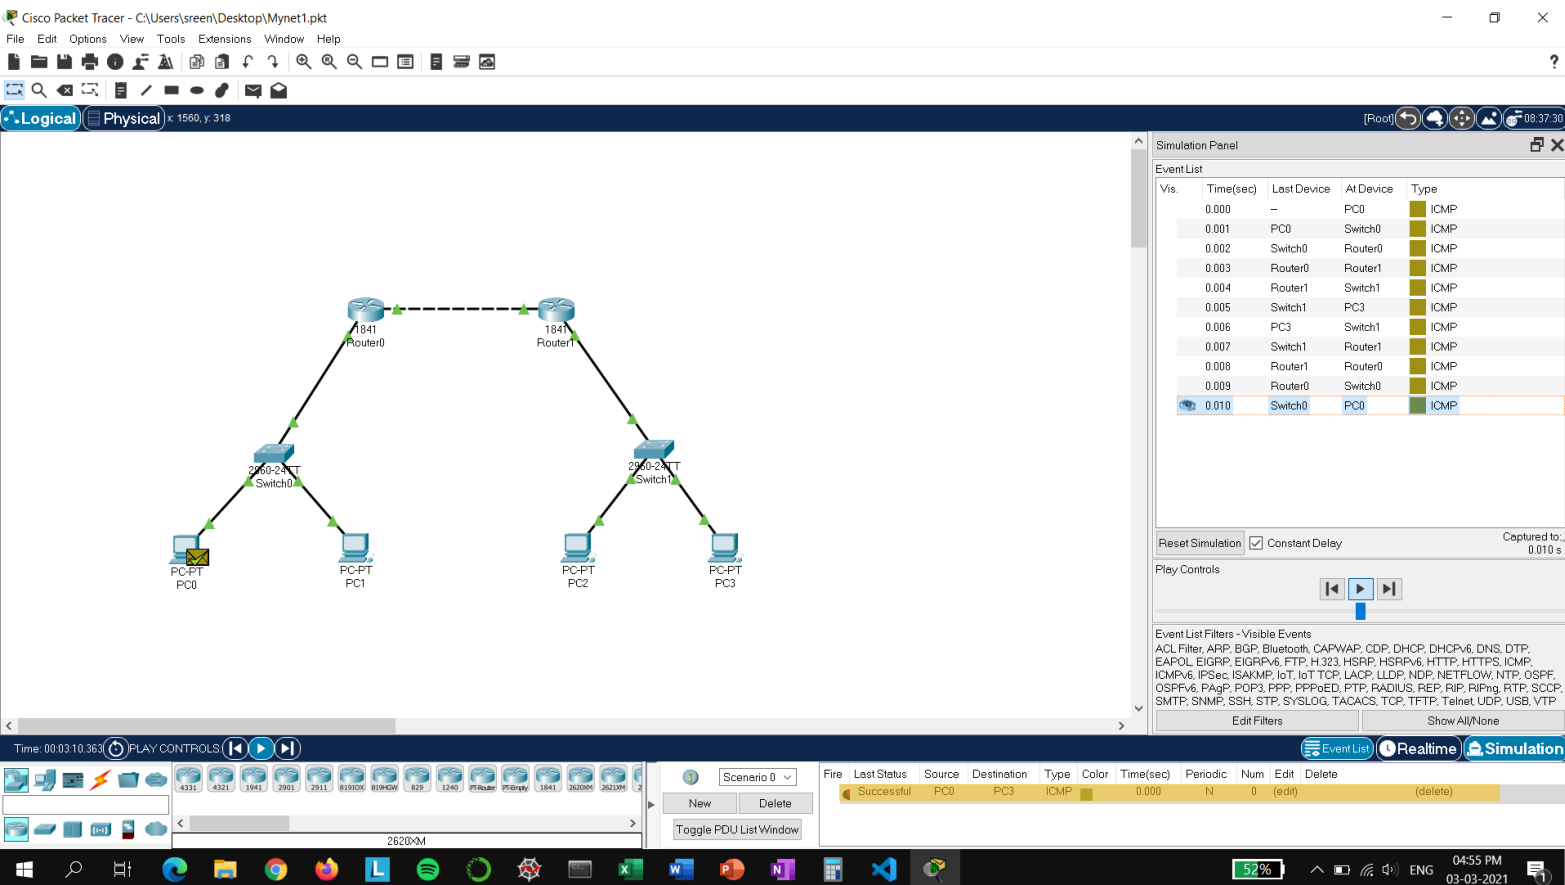 Cisco Packet Tracer - C:\Users\sreen\Desktop\Mynet1.pkt
File Edit Options View Tools Extensions Window Help
?
Logical Physical x: 1560, y: 318 [Root] 08:37:30
1841
Router0
1841
Router1
2960-24TT
Switch0
2960-24TT
Switch1
PC-PT
PC0
PC-PT
PC1
PC-PT
PC2
PC-PT
PC3
Simulation Panel
Event List
Vis. Time(sec) Last Device At Device Type
0.000 -- PC0 ICMP
0.001 PC0 Switch0 ICMP
0.002 Switch0 Router0 ICMP
0.003 Router0 Router1 ICMP
0.004 Router1 Switch1 ICMP
0.005 Switch1 PC3 ICMP
0.006 PC3 Switch1 ICMP
0.007 Switch1 Router1 ICMP
0.008 Router1 Router0 ICMP
0.009 Router0 Switch0 ICMP
0.010 Switch0 PC0 ICMP
Reset Simulation Constant Delay Captured to:
0.010 s
Play Controls
Event List Filters - Visible Events
ACL Filter, ARP, BGP, Bluetooth, CAPWAP, CDP, DHCP, DHCPv6, DNS, DTP,
EAPOL, EIGRP, EIGRPv6, FTP, H.323, HSRP, HSRPv6, HTTP, HTTPS, ICMP,
ICMPv6, IPSec, ISAKMP, IoT, IoT TCP, LACP, LLDP, NDP, NETFLOW, NTP, OSPF,
OSPFv6, PAgP, POP3, PPP, PPPoED, PTP, RADIUS, REP, RIP, RIPng, RTP, SCCP,
SMTP, SNMP, SSH, STP, SYSLOG, TACACS, TCP, TFTP, Telnet, UDP, USB, VTP
Edit Filters Show All/None
Time: 00:03:10.363 PLAY CONTROLS: Event List Realtime Simulation
4331 4321 1941 2901 2911 819IOX 819HGW 829 1240 PT-Router PT-Empty 1841 2620XM 2621XM 2
2620XM
Scenario 0
New Delete
Toggle PDU List Window
Fire Last Status Source Destination Type Color Time(sec) Periodic Num Edit Delete
Successful PC0 PC3 ICMP 0.000 N 0 (edit) (delete)
52% ENG 04:55 PM
03-03-2021
1